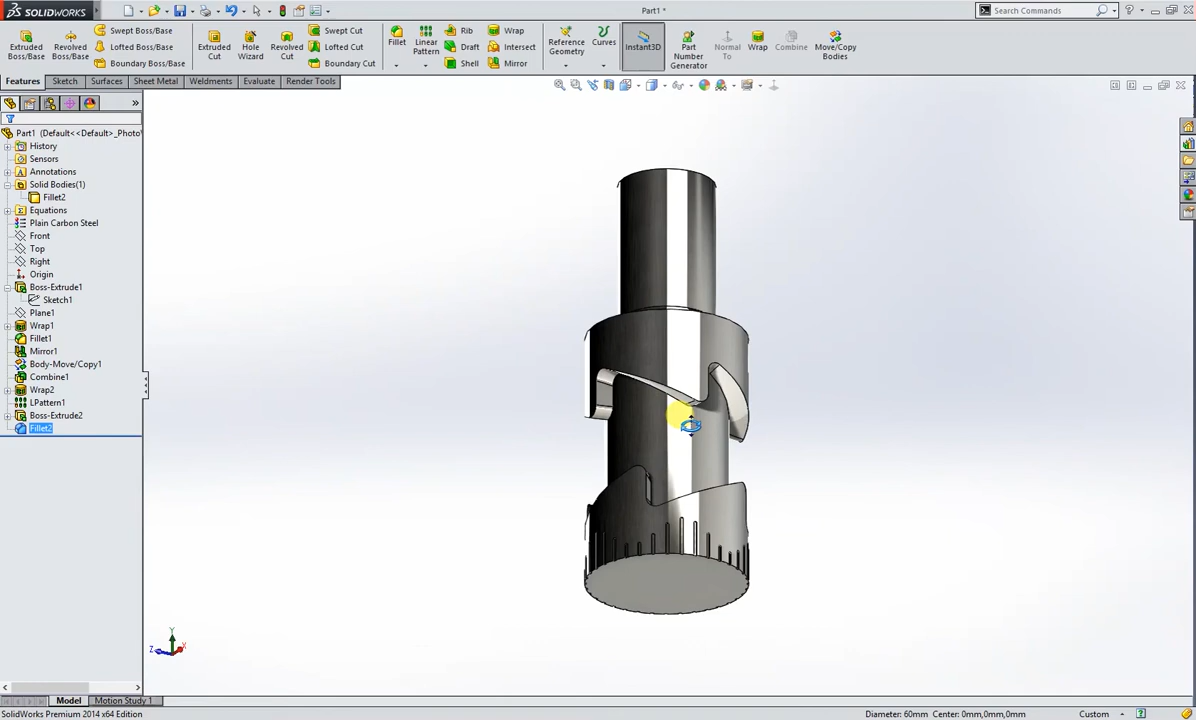 SOLIDWORKS
Part1 *
Search Commands
Extruded Boss/Base
Revolved Boss/Base
Swept Boss/Base
Lofted Boss/Base
Boundary Boss/Base
Extruded Cut
Hole Wizard
Revolved Cut
Swept Cut
Lofted Cut
Boundary Cut
Fillet
Linear Pattern
Rib
Draft
Shell
Wrap
Intersect
Mirror
Reference Geometry
Curves
Instant3D
Part Number Generator
Normal To
Wrap
Combine
Move/Copy Bodies
Features
Sketch
Surfaces
Sheet Metal
Weldments
Evaluate
Render Tools
Part1 (Default<<Default>_Photo
History
Sensors
Annotations
Solid Bodies(1)
Fillet2
Equations
Plain Carbon Steel
Front
Top
Right
Origin
Boss-Extrude1
Sketch1
Plane1
Wrap1
Fillet1
Mirror1
Body-Move/Copy1
Combine1
Wrap2
LPattern1
Boss-Extrude2
Fillet2
Y
Z
X
Model
Motion Study 1
SolidWorks Premium 2014 x64 Edition
Diameter: 60mm Center: 0mm,0mm,0mm
Custom